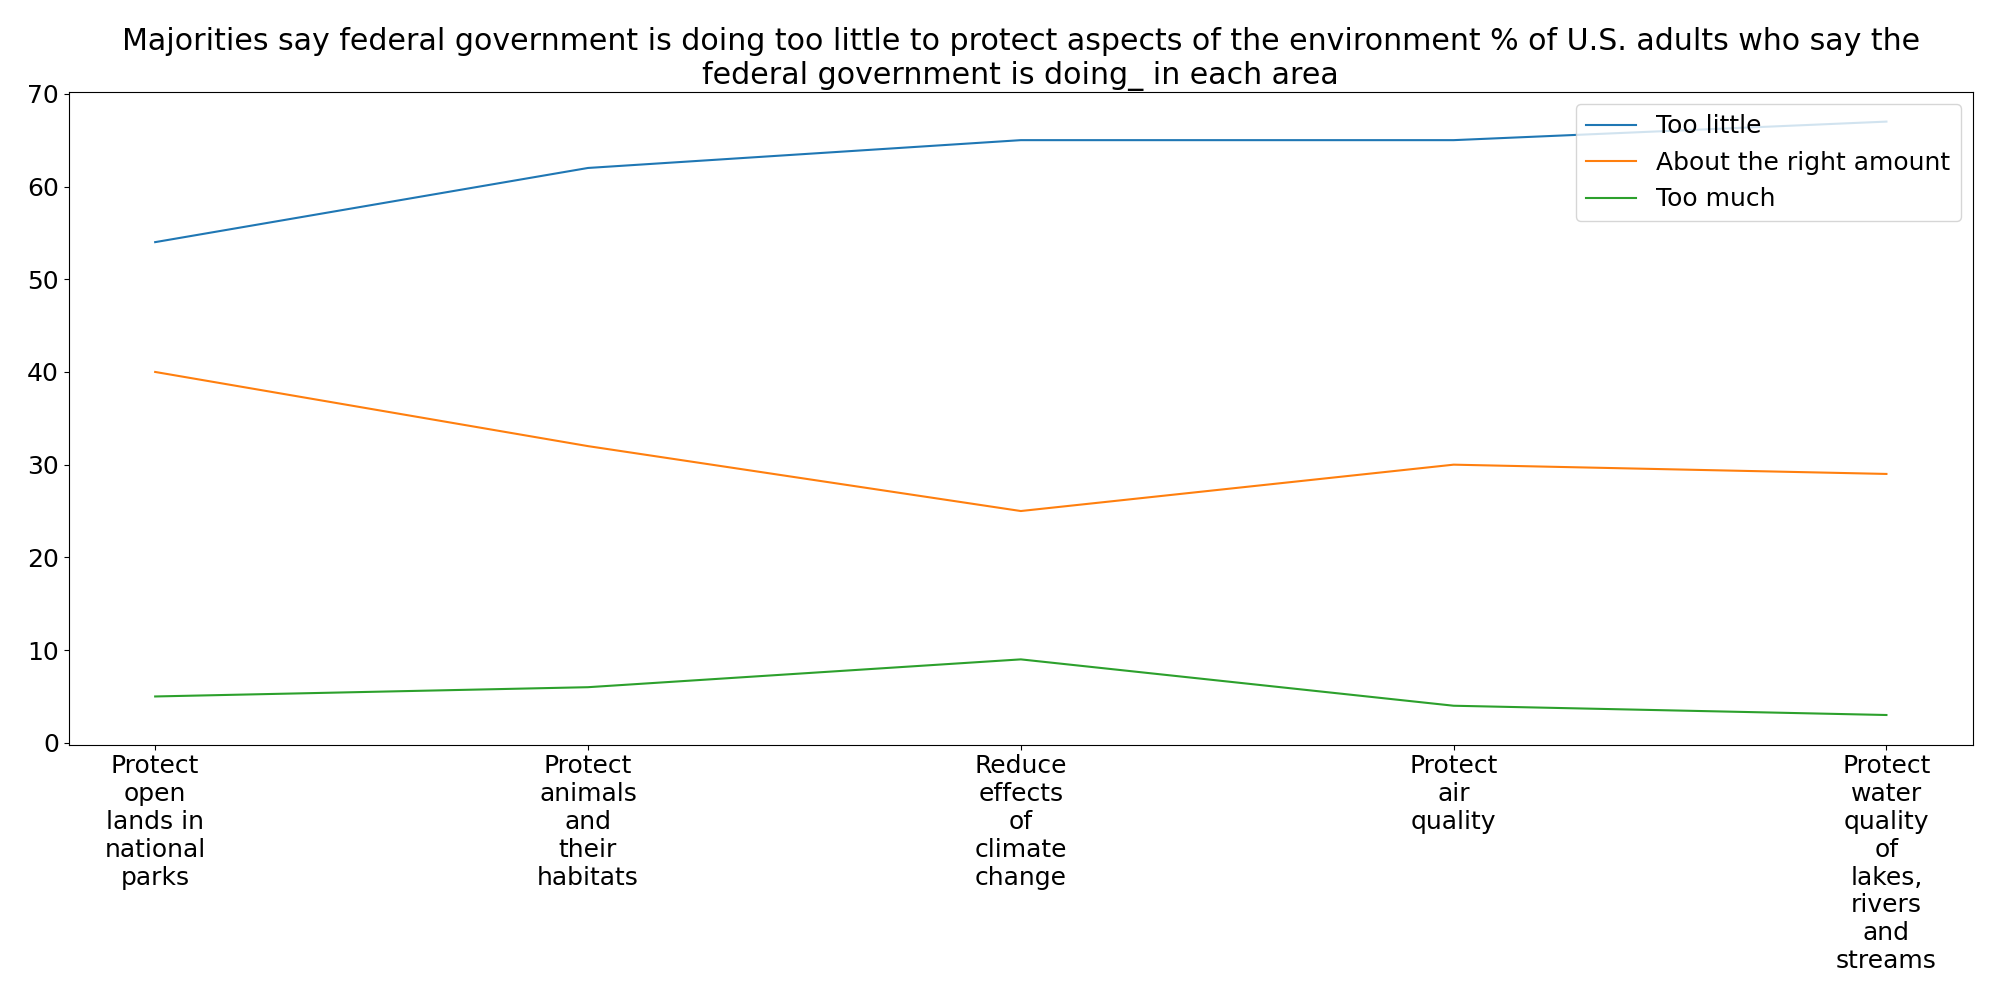 Majorities say federal government is doing too little to protect aspects of the environment % of U.S. adults who say the
federal government is doing_ in each area
70
60
50
40
30
20
10
0
Too little
About the right amount
Too much
Protect
open
lands in
national
parks
Protect
animals
and
their
habitats
Reduce
effects
of
climate
change
Protect
air
quality
Protect
water
quality
of
lakes,
rivers
and
streams